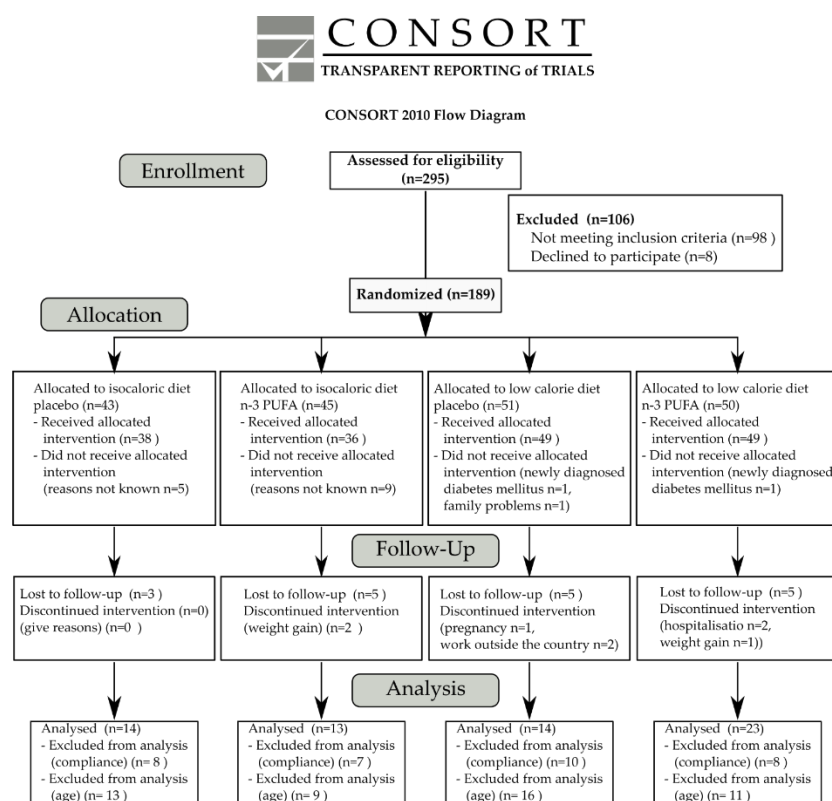 CONSORT
TRANSPARENT REPORTING of TRIALS
CONSORT 2010 Flow Diagram
Enrollment
Assessed for eligibility
(n=295)
Excluded (n=106)
Not meeting inclusion criteria (n=98 )
Declined to participate (n=8)
Randomized (n=189)
Allocation
Allocated to isocaloric diet
placebo (n=43)
- Received allocated
intervention (n=38 )
- Did not receive allocated
intervention
(reasons not known n=5)
Allocated to isocaloric diet
n-3 PUFA (n=45)
- Received allocated
intervention (n=36 )
- Did not receive allocated
intervention
(reasons not known n=9)
Allocated to low calorie diet
placebo (n=51)
- Received allocated
intervention (n=49 )
- Did not receive allocated
intervention (newly diagnosed
diabetes mellitus n=1,
family problems n=1)
Allocated to low calorie diet
n-3 PUFA (n=50)
- Received allocated
intervention (n=49 )
- Did not receive allocated
intervention (newly diagnosed
diabetes mellitus n=1)
Follow-Up
Lost to follow-up (n=3 )
Discontinued intervention (n=0)
(give reasons) (n=0 )
Lost to follow-up (n=5 )
Discontinued intervention
(weight gain) (n=2 )
Lost to follow-up (n=5 )
Discontinued intervention
(pregnancy n=1,
work outside the country n=2)
Lost to follow-up (n=5 )
Discontinued intervention
(hospitalisatio n=2,
weight gain n=1))
Analysis
Analysed (n=14)
- Excluded from analysis
(compliance) (n= 8 )
- Excluded from analysis
(age) (n= 13 )
Analysed (n=13)
- Excluded from analysis
(compliance) (n=7 )
- Excluded from analysis
(age) (n= 9 )
Analysed (n=14)
- Excluded from analysis
(compliance) (n=10 )
- Excluded from analysis
(age) (n= 16 )
Analysed (n=23)
- Excluded from analysis
(compliance) (n=8 )
- Excluded from analysis
(age) (n= 11 )